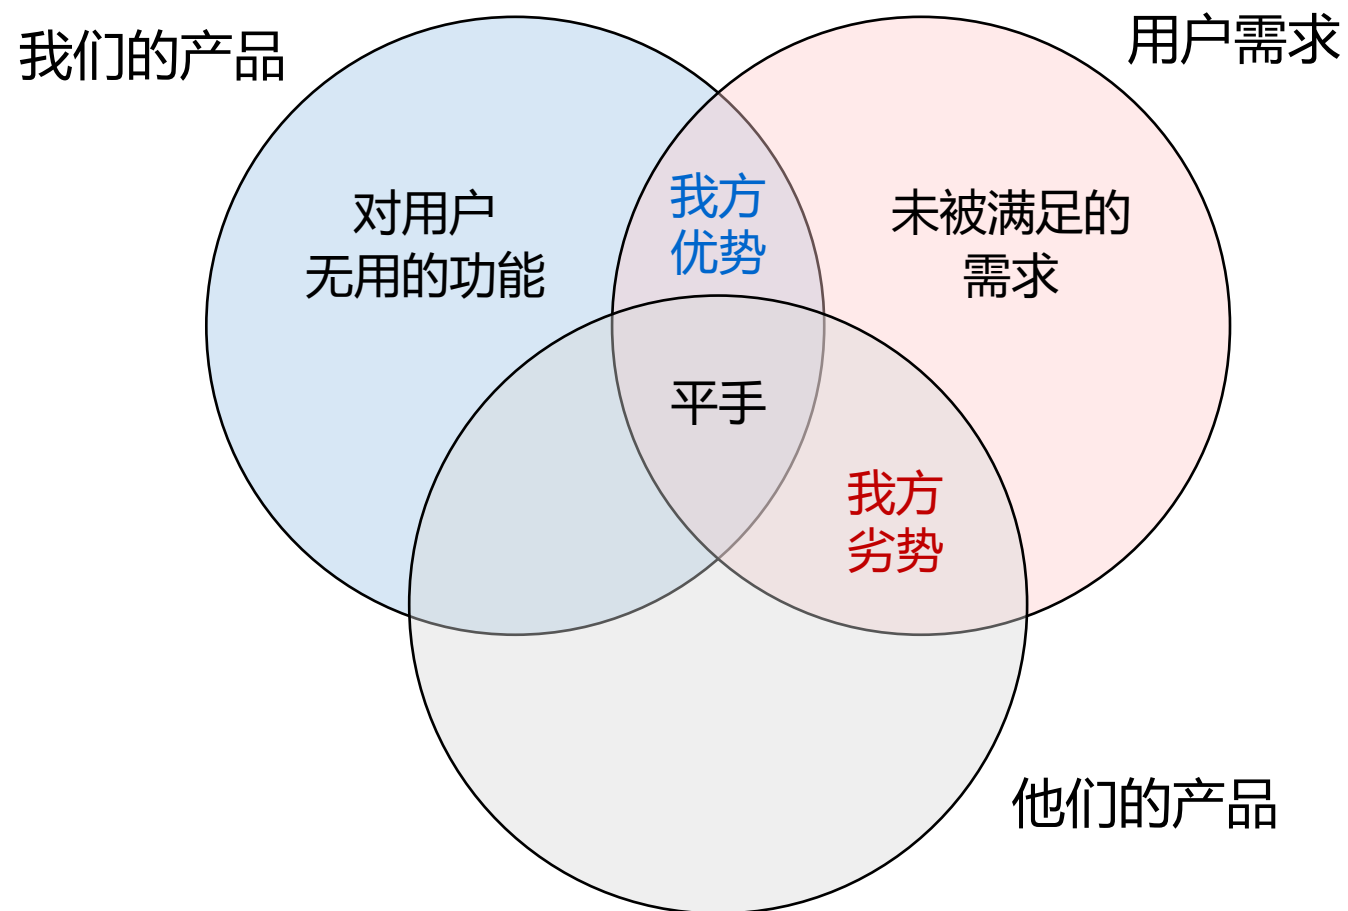 我们的产品
用户需求
对用户
无用的功能
我方
优势
未被满足的
需求
平手
我方
劣势
他们的产品